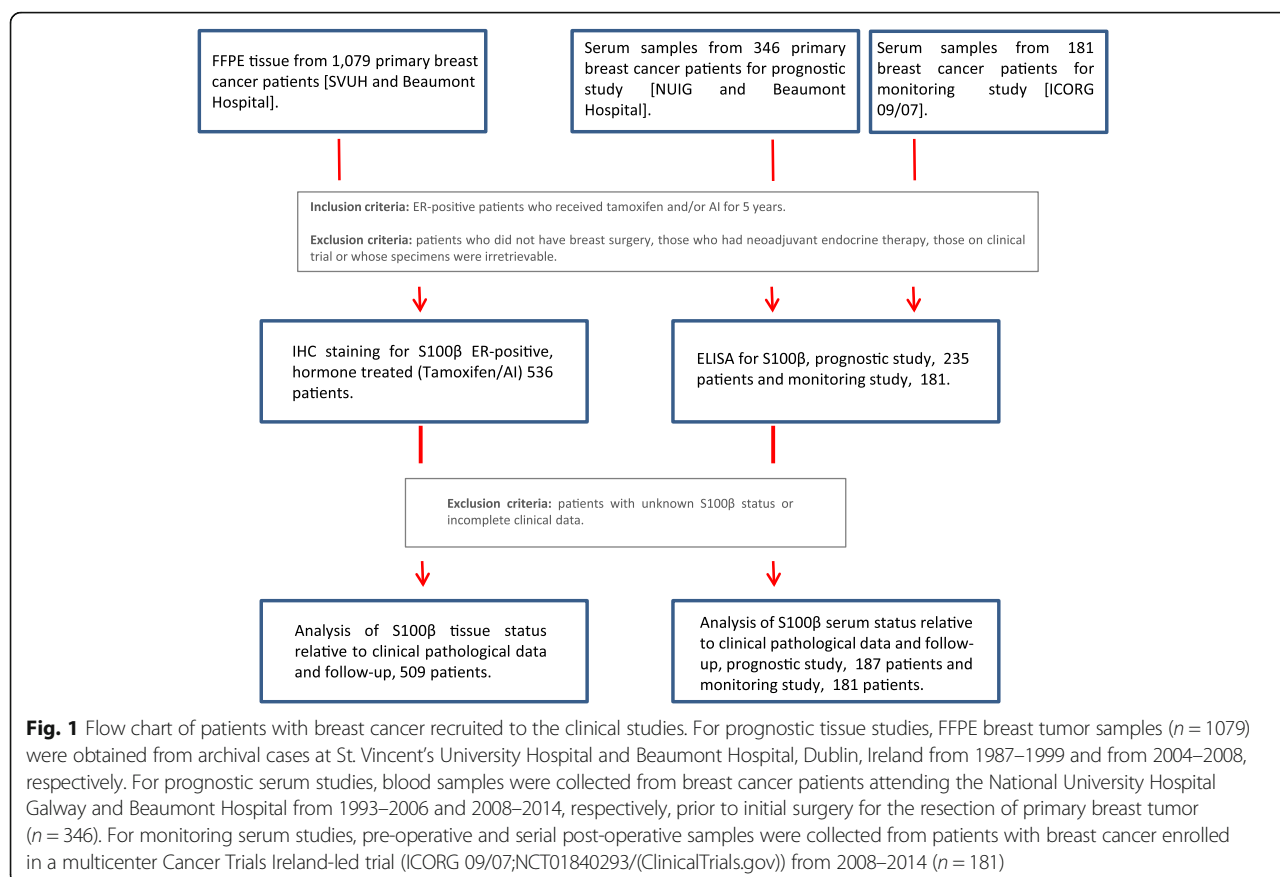 FFPE tissue from 1,079 primary breast
cancer patients [SVUH and Beaumont
Hospital].
Serum samples from 346 primary
breast cancer patients for prognostic
study [NUIG and Beaumont
Hospital].
Serum samples from 181
breast cancer patients for
monitoring study [ICORG
09/07].
Inclusion criteria: ER-positive patients who received tamoxifen and/or AI for 5 years.
Exclusion criteria: patients who did not have breast surgery, those who had neoadjuvant endocrine therapy, those on clinical
trial or whose specimens were irretrievable.
IHC staining for S100β ER-positive,
hormone treated (Tamoxifen/AI) 536
patients.
ELISA for S100β, prognostic study, 235
patients and monitoring study, 181.
Exclusion criteria: patients with unknown S100β status or
incomplete clinical data.
Analysis of S100β tissue status
relative to clinical pathological data
and follow-up, 509 patients.
Analysis of S100β serum status relative
to clinical pathological data and follow-
up, prognostic study, 187 patients and
monitoring study, 181 patients.
Fig. 1 Flow chart of patients with breast cancer recruited to the clinical studies. For prognostic tissue studies, FFPE breast tumor samples (n = 1079)
were obtained from archival cases at St. Vincent's University Hospital and Beaumont Hospital, Dublin, Ireland from 1987–1999 and from 2004–2008,
respectively. For prognostic serum studies, blood samples were collected from breast cancer patients attending the National University Hospital
Galway and Beaumont Hospital from 1993–2006 and 2008–2014, respectively, prior to initial surgery for the resection of primary breast tumor
(n = 346). For monitoring serum studies, pre-operative and serial post-operative samples were collected from patients with breast cancer enrolled
in a multicenter Cancer Trials Ireland-led trial (ICORG 09/07;NCT01840293/(ClinicalTrials.gov)) from 2008–2014 (n = 181)